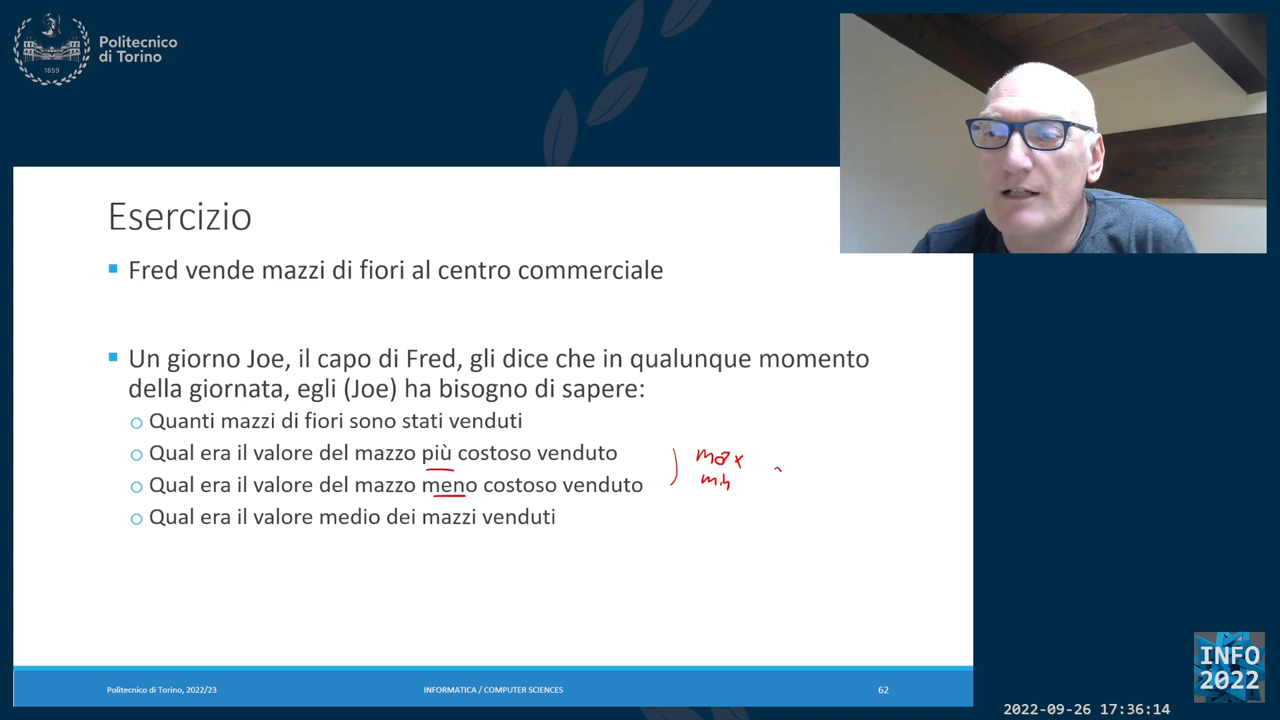 Politecnico
di Torino
1859
Esercizio
Fred vende mazzi di fiori al centro commerciale
Un giorno Joe, il capo di Fred, gli dice che in qualunque momento
della giornata, egli (Joe) ha bisogno di sapere:
Quanti mazzi di fiori sono stati venduti
Qual era il valore del mazzo più costoso venduto
max
Qual era il valore del mazzo meno costoso venduto
min
Qual era il valore medio dei mazzi venduti
Politecnico di Torino, 2022/23
INFORMATICA / COMPUTER SCIENCES
62
INFO
2022
2022-09-26 17:36:14